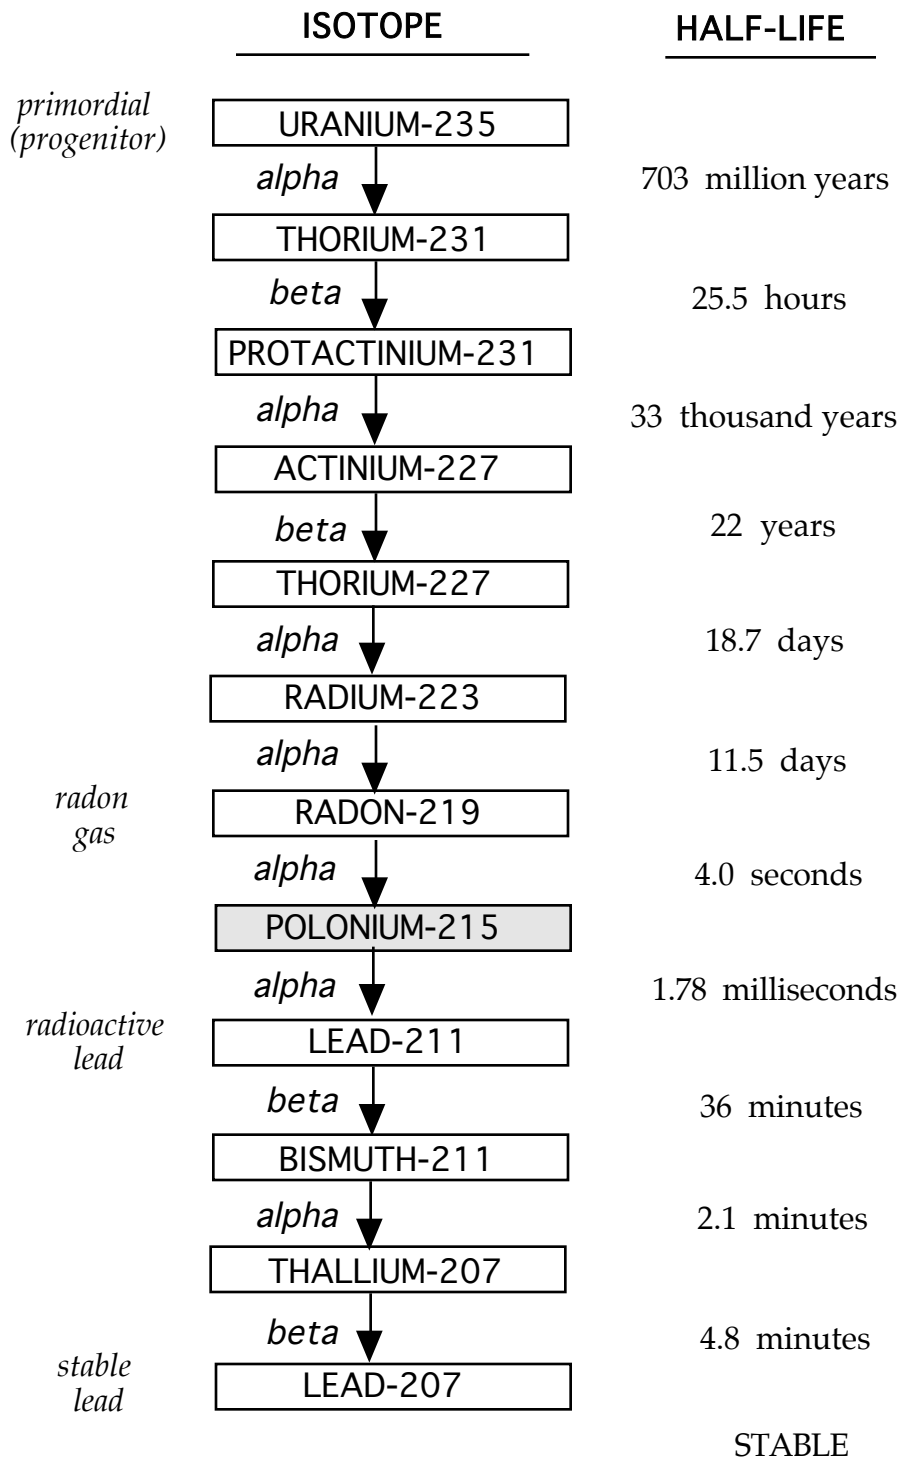 ISOTOPE
HALF-LIFE
primordial
(progenitor)
URANIUM-235
alpha
703 million years
THORIUM-231
beta
25.5 hours
PROTACTINIUM-231
alpha
33 thousand years
ACTINIUM-227
beta
22 years
THORIUM-227
alpha
18.7 days
RADIUM-223
alpha
11.5 days
radon
gas
RADON-219
alpha
4.0 seconds
POLONIUM-215
alpha
1.78 milliseconds
radioactive
lead
LEAD-211
beta
36 minutes
BISMUTH-211
alpha
2.1 minutes
THALLIUM-207
beta
4.8 minutes
stable
lead
LEAD-207
STABLE